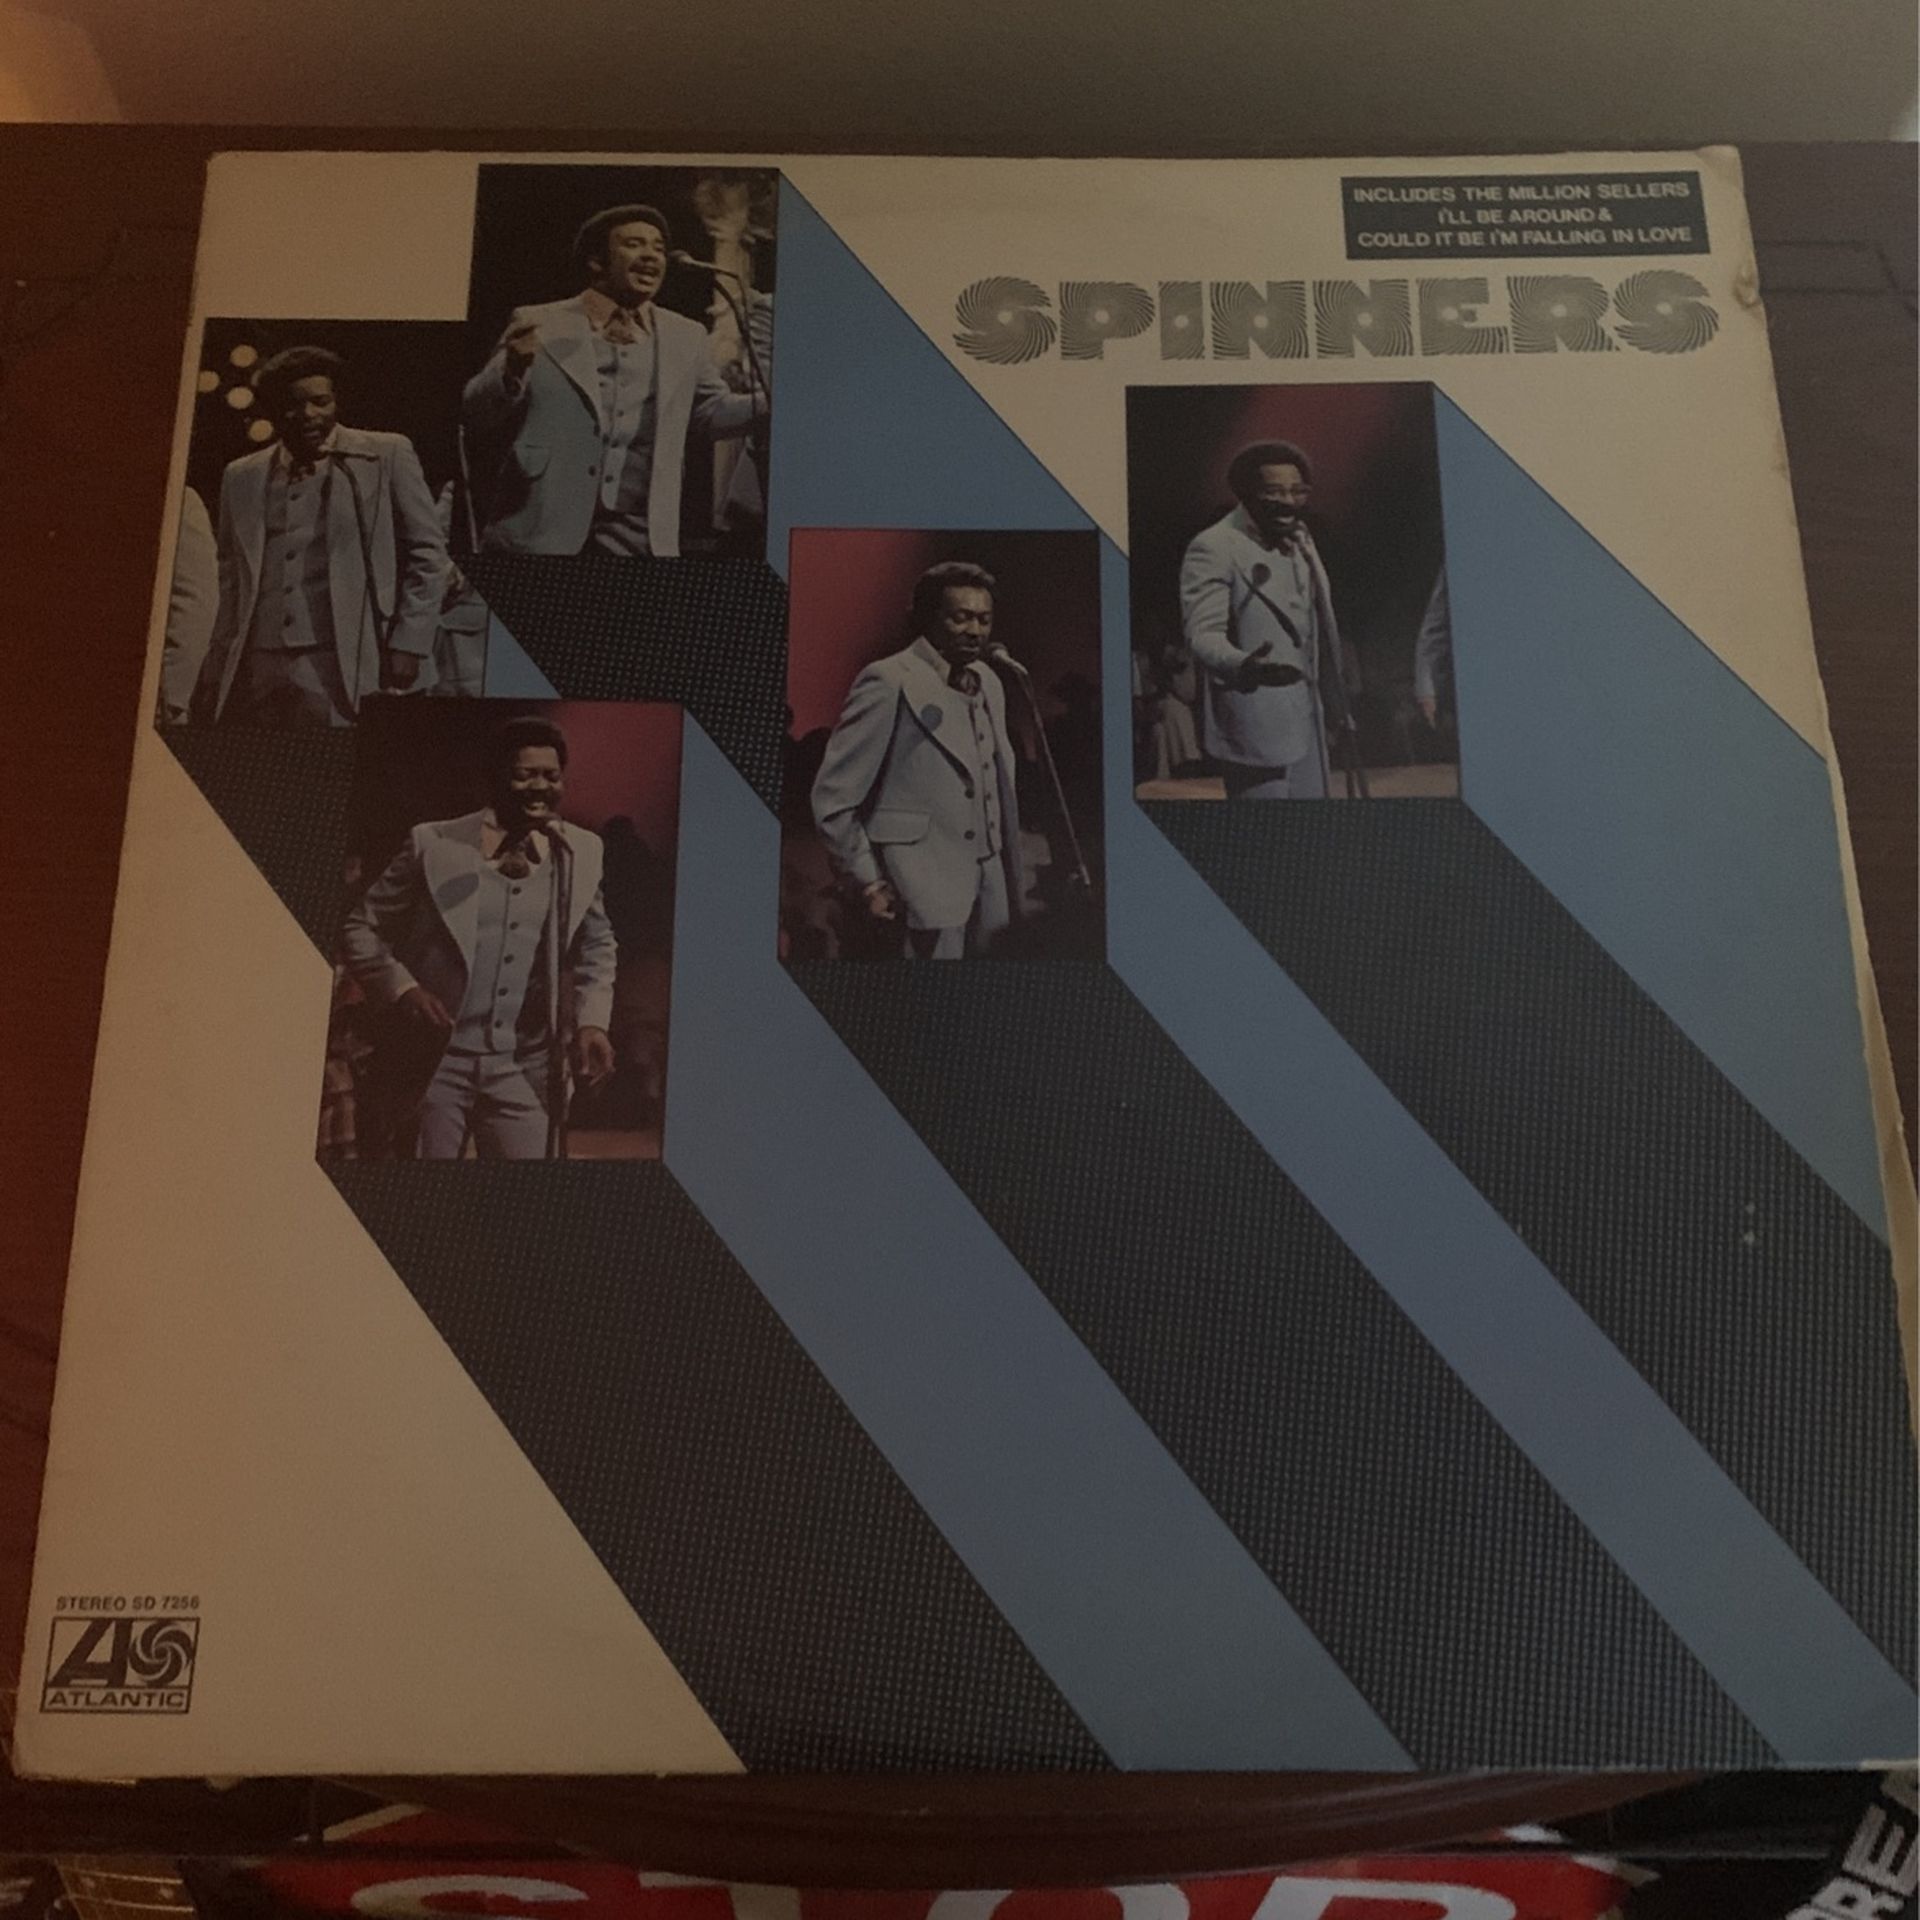 INCLUDES THE MILLION SELLERS
I'LL BE AROUND &
COULD IT BE I'M FALLING IN LOVE
SPINNERS
STEREO SD 7256
ATLANTIC